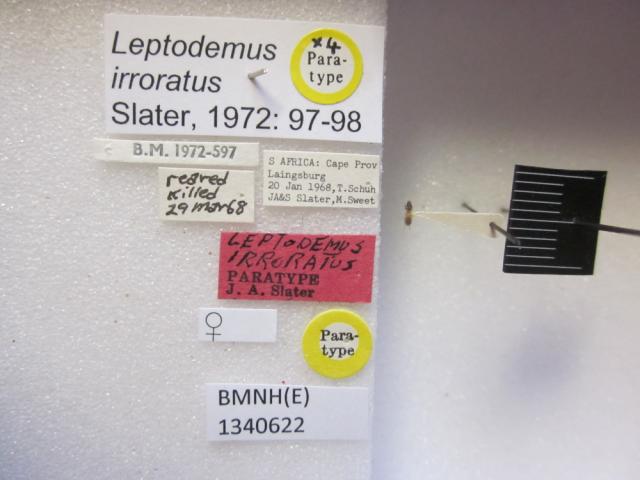 Leptodemus
irroratus
Slater, 1972: 97-98
x4
Para-
type
B.M. 1972-597
reared
killed
29 Mar 68
S AFRICA: Cape Prov
Laingsburg
20 Jan 1968, T.Schuh
JA&S Slater, M.Sweet
LEPTODEMUS
IRRORATUS
PARATYPE
J. A. Slater
♀
Para-
type
BMNH(E)
1340622